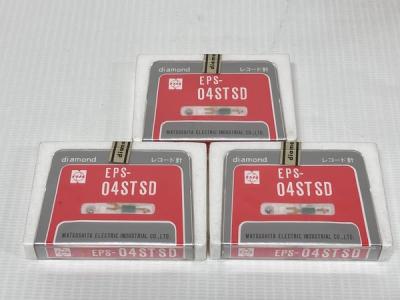 diamond
レコード針
EPS-
04STSD
MATSUSHITA ELECTRIC INDUSTRIAL CO.,LTD.
diamond
レコード針
EPS-
04STSD
MATSUSHITA ELECTRIC INDUSTRIAL CO.,LTD.
EPS-04STSD
diamond
レコード針
EPS-
04STSD
MATSUSHITA ELECTRIC INDUSTRIAL CO.,LTD.
EPS-04STSD